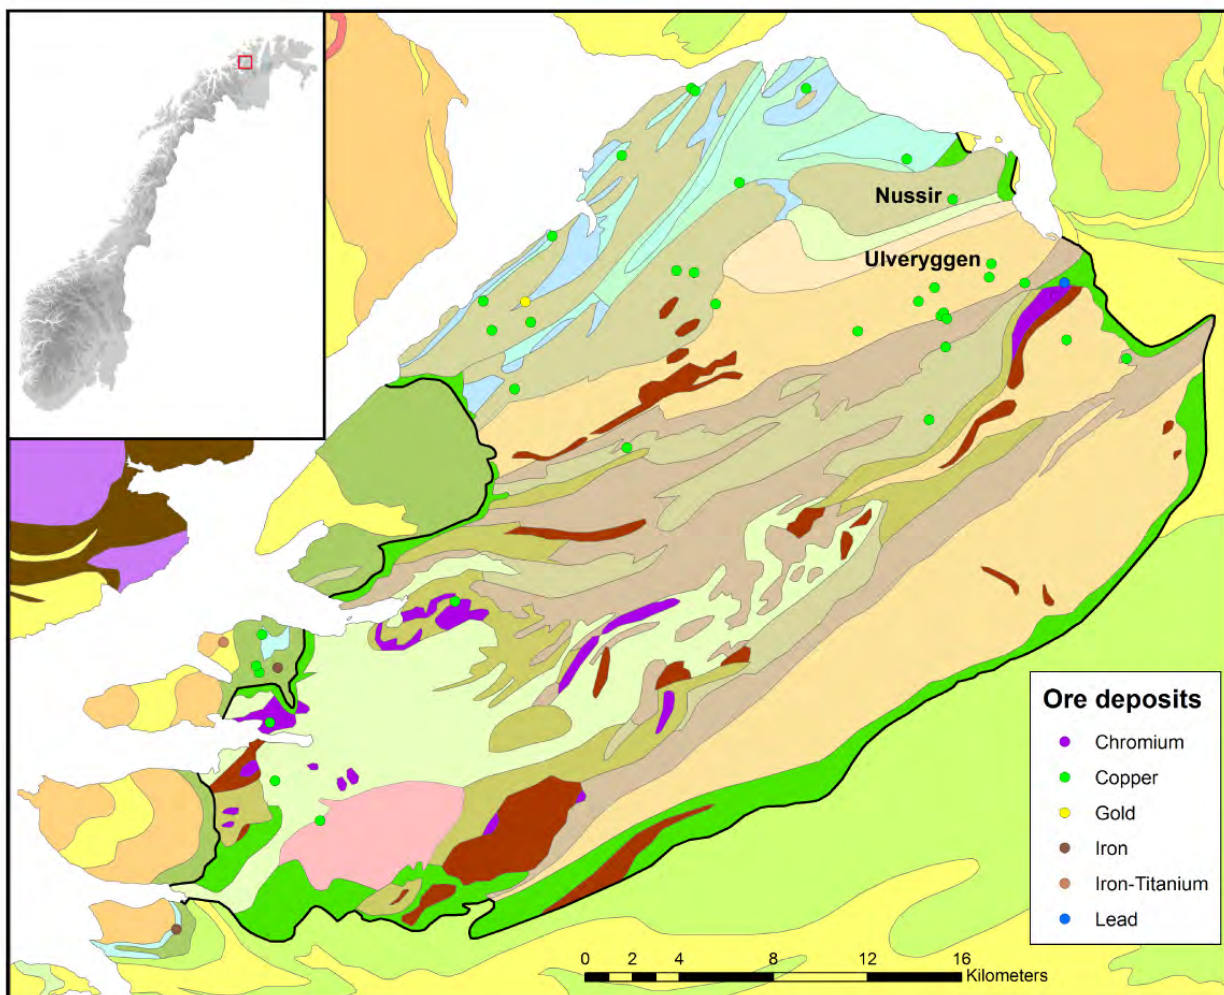 Nussir
Ulveryggen
Ore deposits
Chromium
Copper
Gold
Iron
Iron-Titanium
Lead
0 2 4 8 12 16
Kilometers